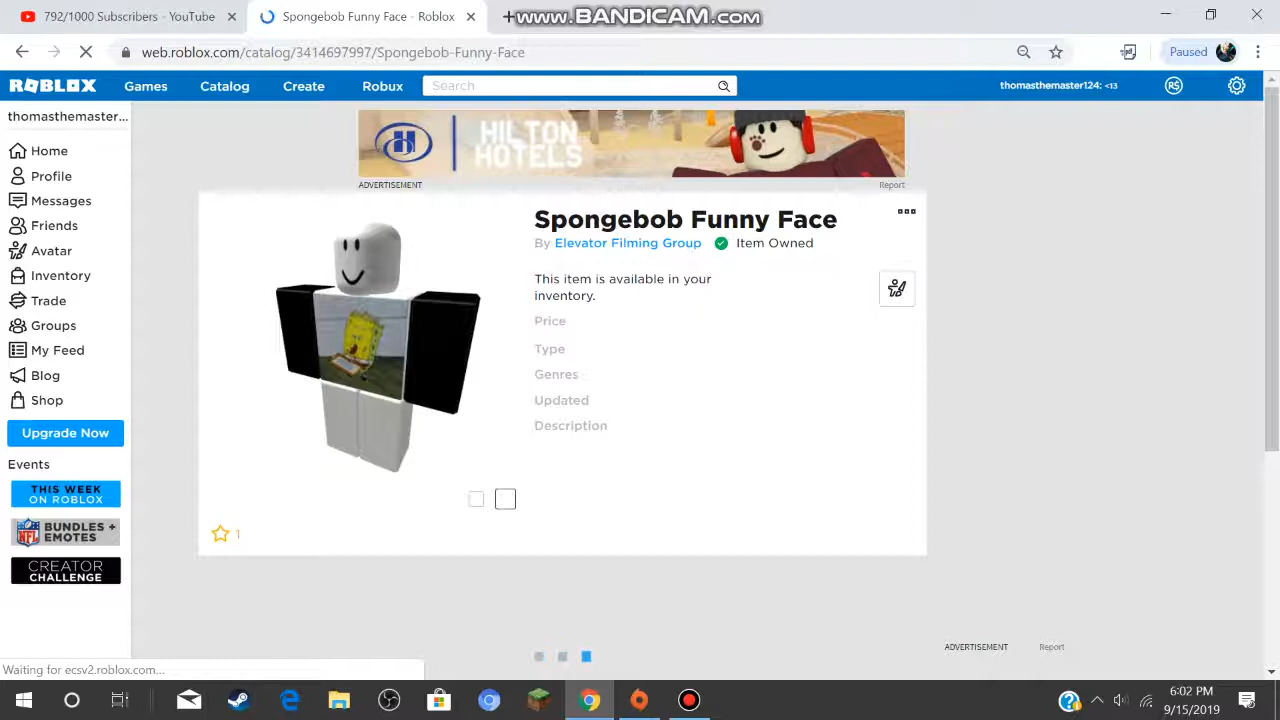 792/1000 Subscribers - YouTube
Spongebob Funny Face - Roblox
www.BANDICAM.com
web.roblox.com/catalog/3414697997/Spongebob-Funny-Face
Paused
ROBLOX
Games
Catalog
Create
Robux
Search
thomasthemaster124: <13
R$
thomasthemaster...
Home
Profile
Messages
Friends
Avatar
Inventory
Trade
Groups
My Feed
Blog
Shop
Upgrade Now
Events
THIS WEEK
ON ROBLOX
NFL
BUNDLES +
EMOTES
CREATOR
CHALLENGE
HILTON
HOTELS
ADVERTISEMENT
Report
Spongebob Funny Face
By Elevator Filming Group
Item Owned
This item is available in your
inventory.
Price
Type
Genres
Updated
Description
1
ADVERTISEMENT
Report
Waiting for ecsv2.roblox.com...
6:02 PM
9/15/2019